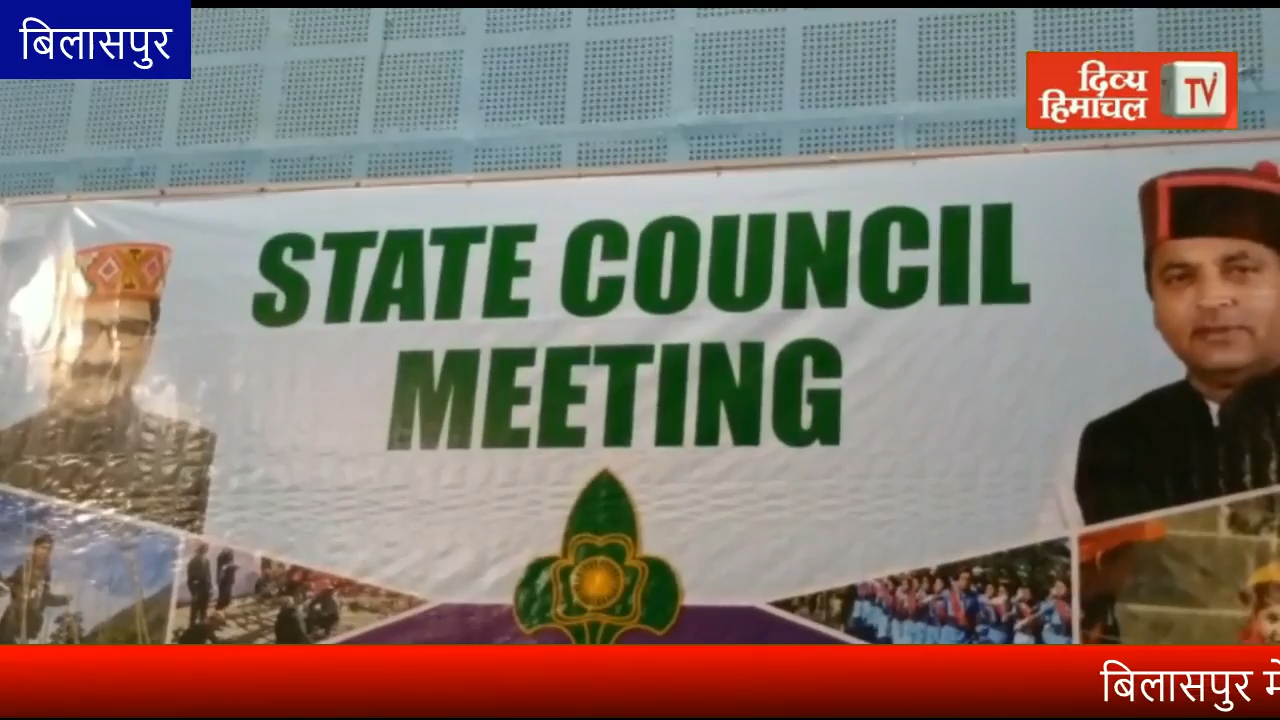 बिलासपुर
दिव्य
हिमाचल
TV
STATE COUNCIL
MEETING
बिलासपुर में